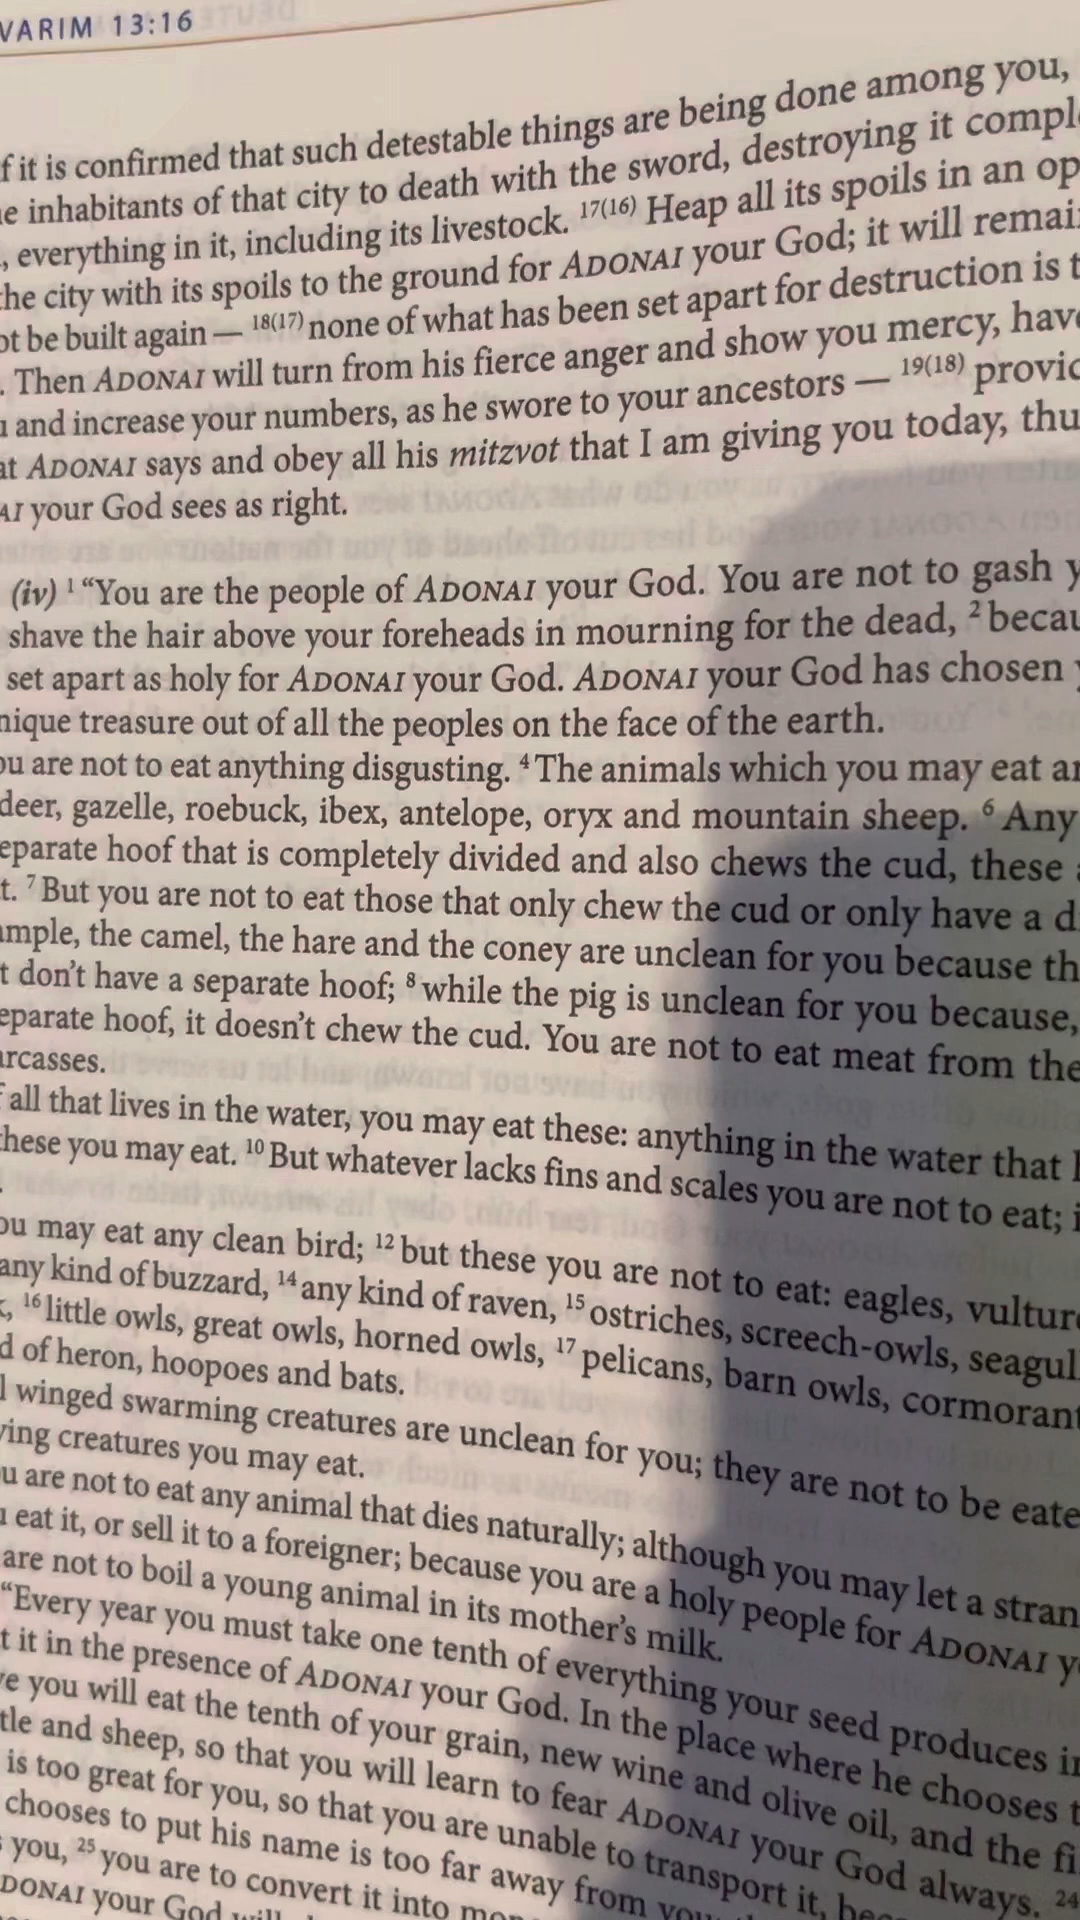 VARIM 13:16
f it is confirmed that such detestable things are being done among you,
e inhabitants of that city to death with the sword, destroying it compl
, everything in it, including its livestock. 17(16) Heap all its spoils in an op
he city with its spoils to the ground for ADONAI your God; it will remai
ot be built again — 18(17) none of what has been set apart for destruction is t
. Then ADONAI will turn from his fierce anger and show you mercy, hav
u and increase your numbers, as he swore to your ancestors — 19(18) provid
at ADONAI says and obey all his mitzvot that I am giving you today, thu
AI your God sees as right.
(iv) 1 “You are the people of ADONAI your God. You are not to gash y
shave the hair above your foreheads in mourning for the dead, 2 becau
set apart as holy for ADONAI your God. ADONAI your God has chosen y
nique treasure out of all the peoples on the face of the earth.
ou are not to eat anything disgusting. 4 The animals which you may eat ar
deer, gazelle, roebuck, ibex, antelope, oryx and mountain sheep. 6 Any
eparate hoof that is completely divided and also chews the cud, these a
t. 7 But you are not to eat those that only chew the cud or only have a d
ample, the camel, the hare and the coney are unclean for you because th
t don’t have a separate hoof; 8 while the pig is unclean for you because,
eparate hoof, it doesn’t chew the cud. You are not to eat meat from the
arcasses.
f all that lives in the water, you may eat these: anything in the water that h
hese you may eat. 10 But whatever lacks fins and scales you are not to eat; i
.
ou may eat any clean bird; 12 but these you are not to eat: eagles, vulture
any kind of buzzard, 14 any kind of raven, 15 ostriches, screech-owls, seagull
k, 16 little owls, great owls, horned owls, 17 pelicans, barn owls, cormorant
d of heron, hoopoes and bats.
l winged swarming creatures are unclean for you; they are not to be eate
ying creatures you may eat.
u are not to eat any animal that dies naturally; although you may let a stran
u eat it, or sell it to a foreigner; because you are a holy people for ADONAI yo
are not to boil a young animal in its mother’s milk.
“Every year you must take one tenth of everything your seed produces in
t it in the presence of ADONAI your God. In the place where he chooses t
ve you will eat the tenth of your grain, new wine and olive oil, and the fi
tle and sheep, so that you will learn to fear ADONAI your God always. 24
is too great for you, so that you are unable to transport it, bec
chooses to put his name is too far away from you
s you, 25 you are to convert it into mon
DONAI your God will